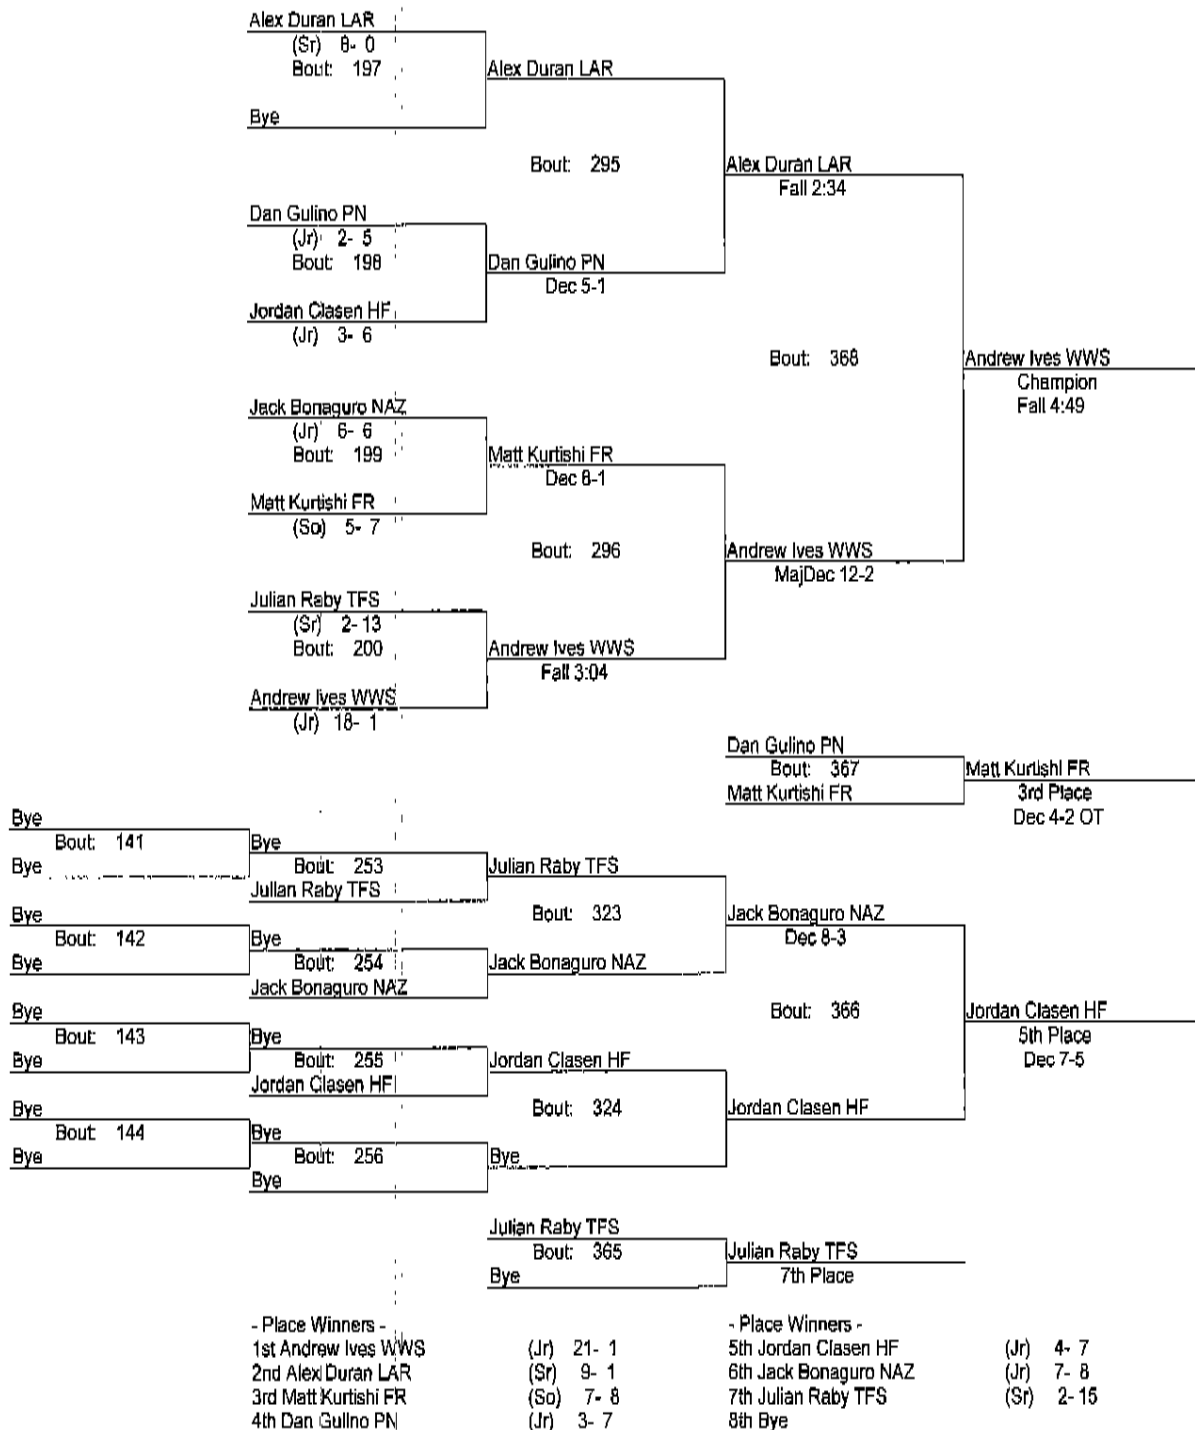 Alex Duran LAR
(Sr) 8- 0
Bout: 197
Alex Duran LAR
Bye
Bout: 295
Alex Duran LAR
Fall 2:34
Dan Gulino PN
(Jr) 2- 5
Bout: 198
Dan Gulino PN
Dec 5-1
Jordan Clasen HF
(Jr) 3- 6
Bout: 368
Andrew Ives WWS
Champion
Fall 4:49
Jack Bonaguro NAZ
(Jr) 6- 6
Bout: 199
Matt Kurtishi FR
Dec 8-1
Matt Kurtishi FR
(So) 5- 7
Bout: 296
Andrew Ives WWS
MajDec 12-2
Julian Raby TFS
(Sr) 2- 13
Bout: 200
Andrew Ives WWS
Fall 3:04
Andrew Ives WWS
(Jr) 18- 1
Dan Gulino PN
Bout: 367
Matt Kurtishi FR
Matt Kurtishi FR
3rd Place
Dec 4-2 OT
Bye
Bout: 141
Bye
Bye
Bout: 253
Julian Raby TFS
Julian Raby TFS
Bout: 323
Jack Bonaguro NAZ
Dec 8-3
Bye
Bout: 142
Bye
Bye
Bout: 254
Jack Bonaguro NAZ
Jack Bonaguro NAZ
Bout: 366
Jordan Clasen HF
5th Place
Dec 7-5
Bye
Bout: 143
Bye
Bye
Bout: 255
Jordan Clasen HF
Jordan Clasen HF
Bout: 324
Jordan Clasen HF
Bye
Bout: 144
Bye
Bye
Bout: 256
Bye
Bye
Julian Raby TFS
Bout: 365
Bye
Julian Raby TFS
7th Place
- Place Winners -
1st Andrew Ives WWS (Jr) 21- 1
2nd Alex Duran LAR (Sr) 9- 1
3rd Matt Kurtishi FR (So) 7- 8
4th Dan Gulino PN (Jr) 3- 7
- Place Winners -
5th Jordan Clasen HF (Jr) 4- 7
6th Jack Bonaguro NAZ (Jr) 7- 8
7th Julian Raby TFS (Sr) 2- 15
8th Bye